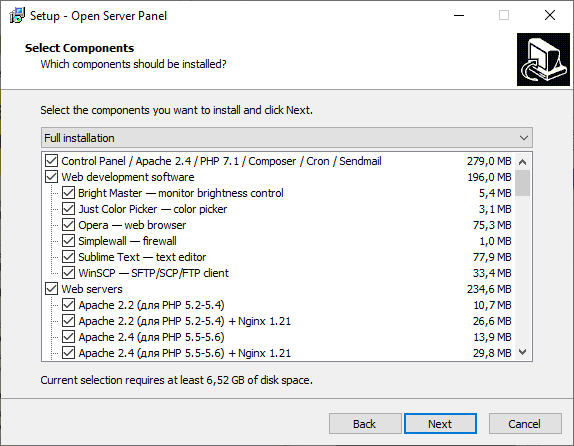 Setup - Open Server Panel
Select Components
Which components should be installed?
Select the components you want to install and click Next.
Full installation
Control Panel / Apache 2.4 / PHP 7.1 / Composer / Cron / Sendmail 279,0 MB
Web development software 196,0 MB
Bright Master — monitor brightness control 5,4 MB
Just Color Picker — color picker 3,1 MB
Opera — web browser 75,3 MB
Simplewall — firewall 1,0 MB
Sublime Text — text editor 77,9 MB
WinSCP — SFTP/SCP/FTP client 33,4 MB
Web servers 234,6 MB
Apache 2.2 (для PHP 5.2-5.4) 10,7 MB
Apache 2.2 (для PHP 5.2-5.4) + Nginx 1.21 26,6 MB
Apache 2.4 (для PHP 5.5-5.6) 13,9 MB
Apache 2.4 (для PHP 5.5-5.6) + Nginx 1.21 29,8 MB
Current selection requires at least 6,52 GB of disk space.
Back Next Cancel